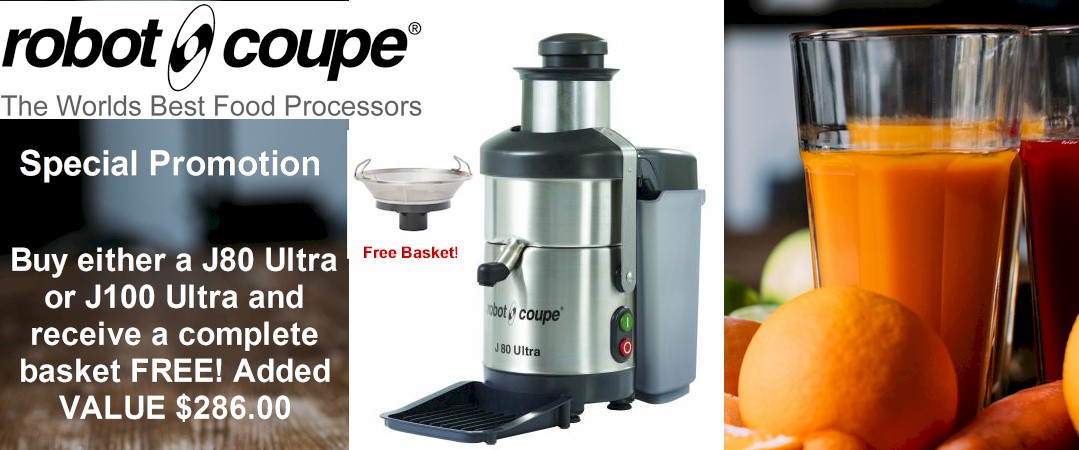 robot coupe®
The Worlds Best Food Processors
Special Promotion
Buy either a J80 Ultra
or J100 Ultra and
receive a complete
basket FREE! Added
VALUE $286.00
Free Basket!
robot coupe®
J 80 Ultra